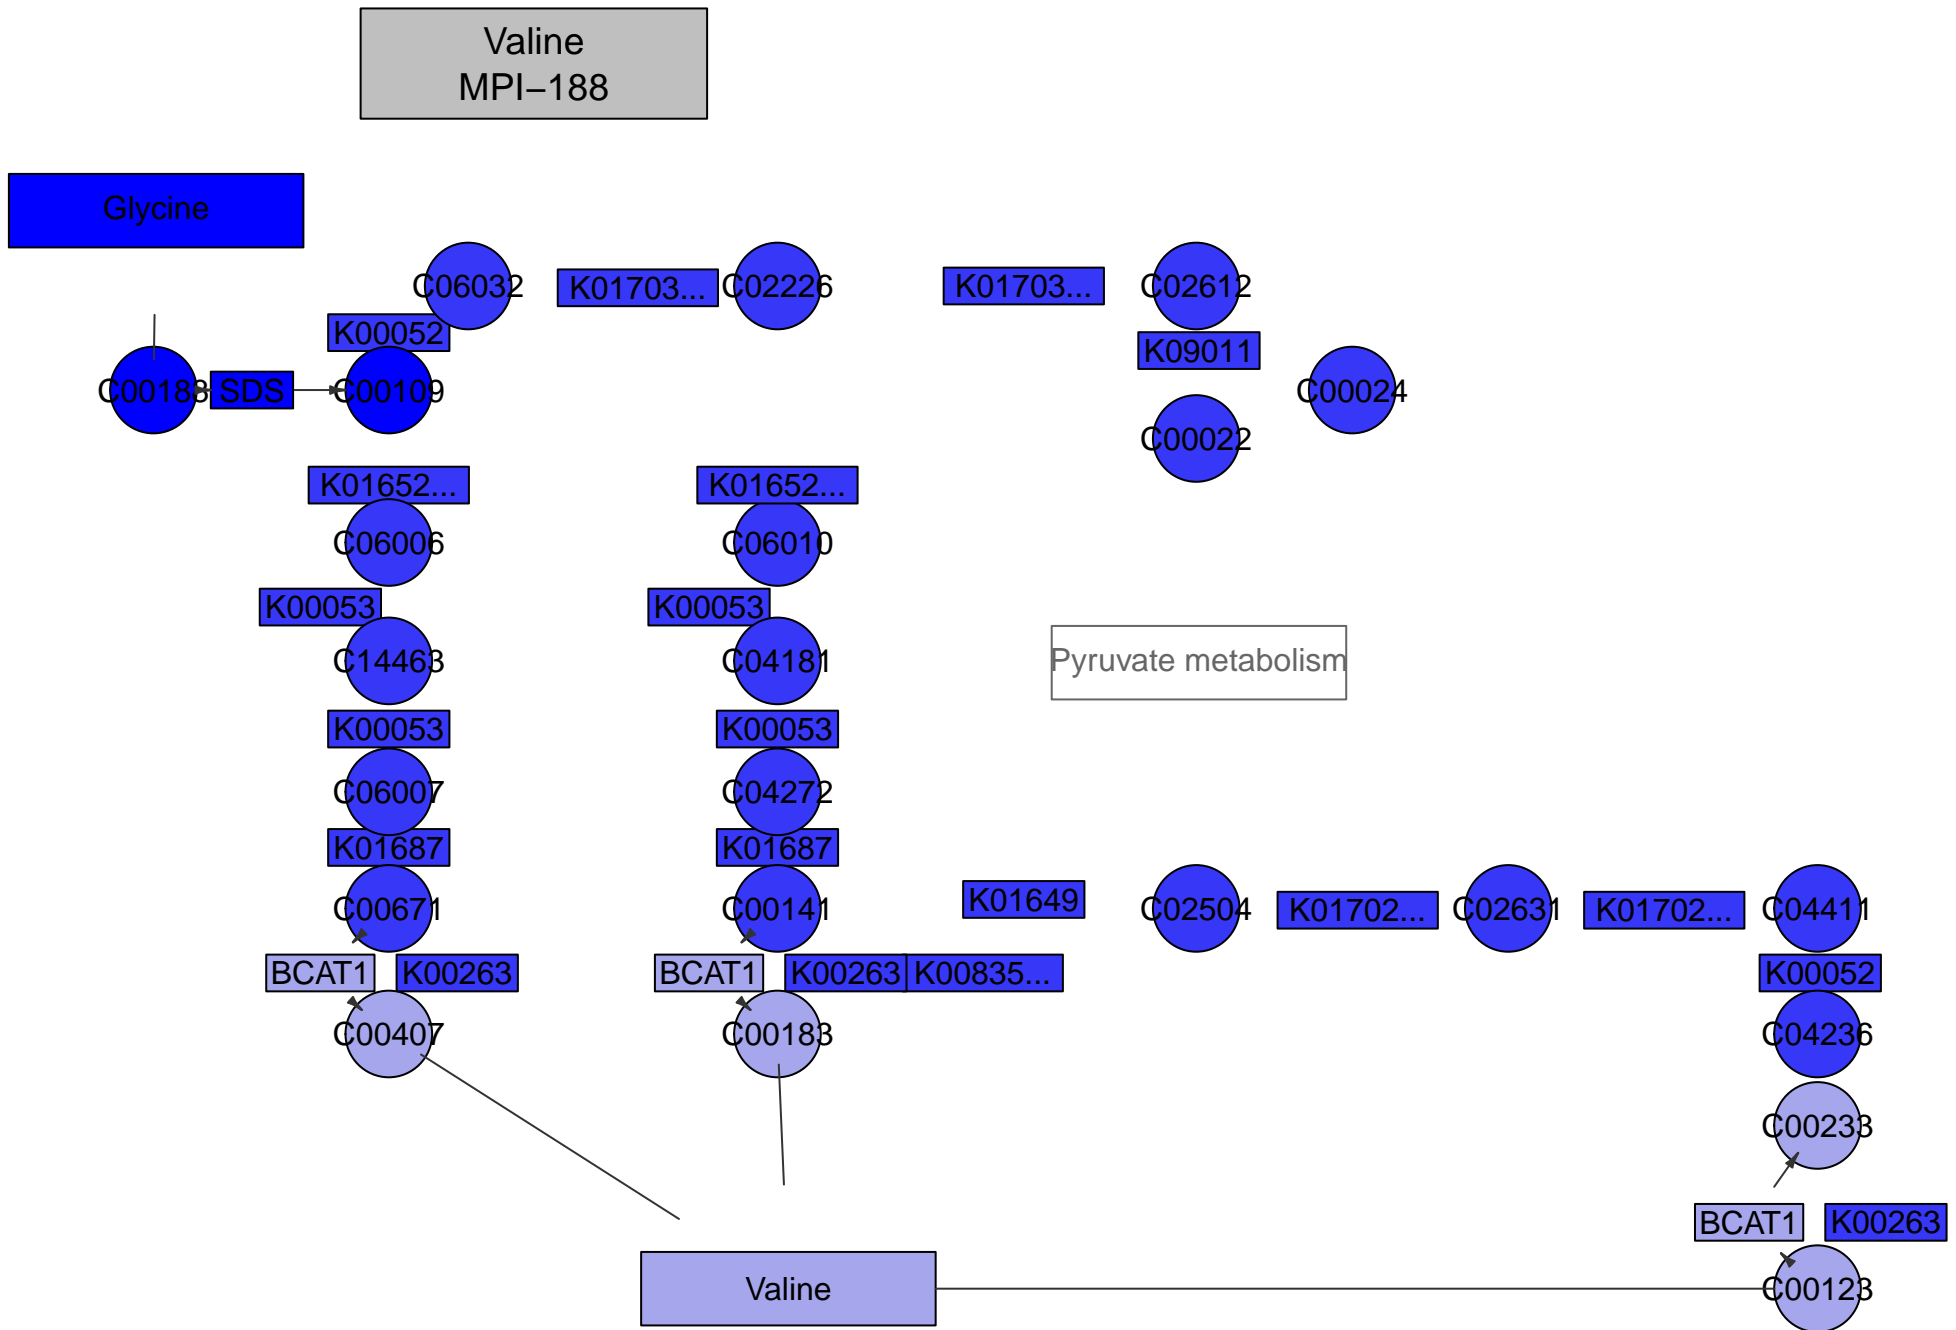 Valine
MPI−188
Glycine
C06032
K01703...
C02226
K01703...
C02612
K00052
K09011
C00188
SDS
C00109
C00024
C00022
K01652...
K01652...
C06006
C06010
K00053
K00053
C14463
C04181
Pyruvate metabolism
K00053
K00053
C06007
C04272
K01687
K01687
C00671
C00141
K01649
C02504
K01702...
C02631
K01702...
C04411
BCAT1
K00263
BCAT1
K00263
K00835...
K00052
C00407
C00183
C04236
C00233
BCAT1
K00263
Valine
C00123